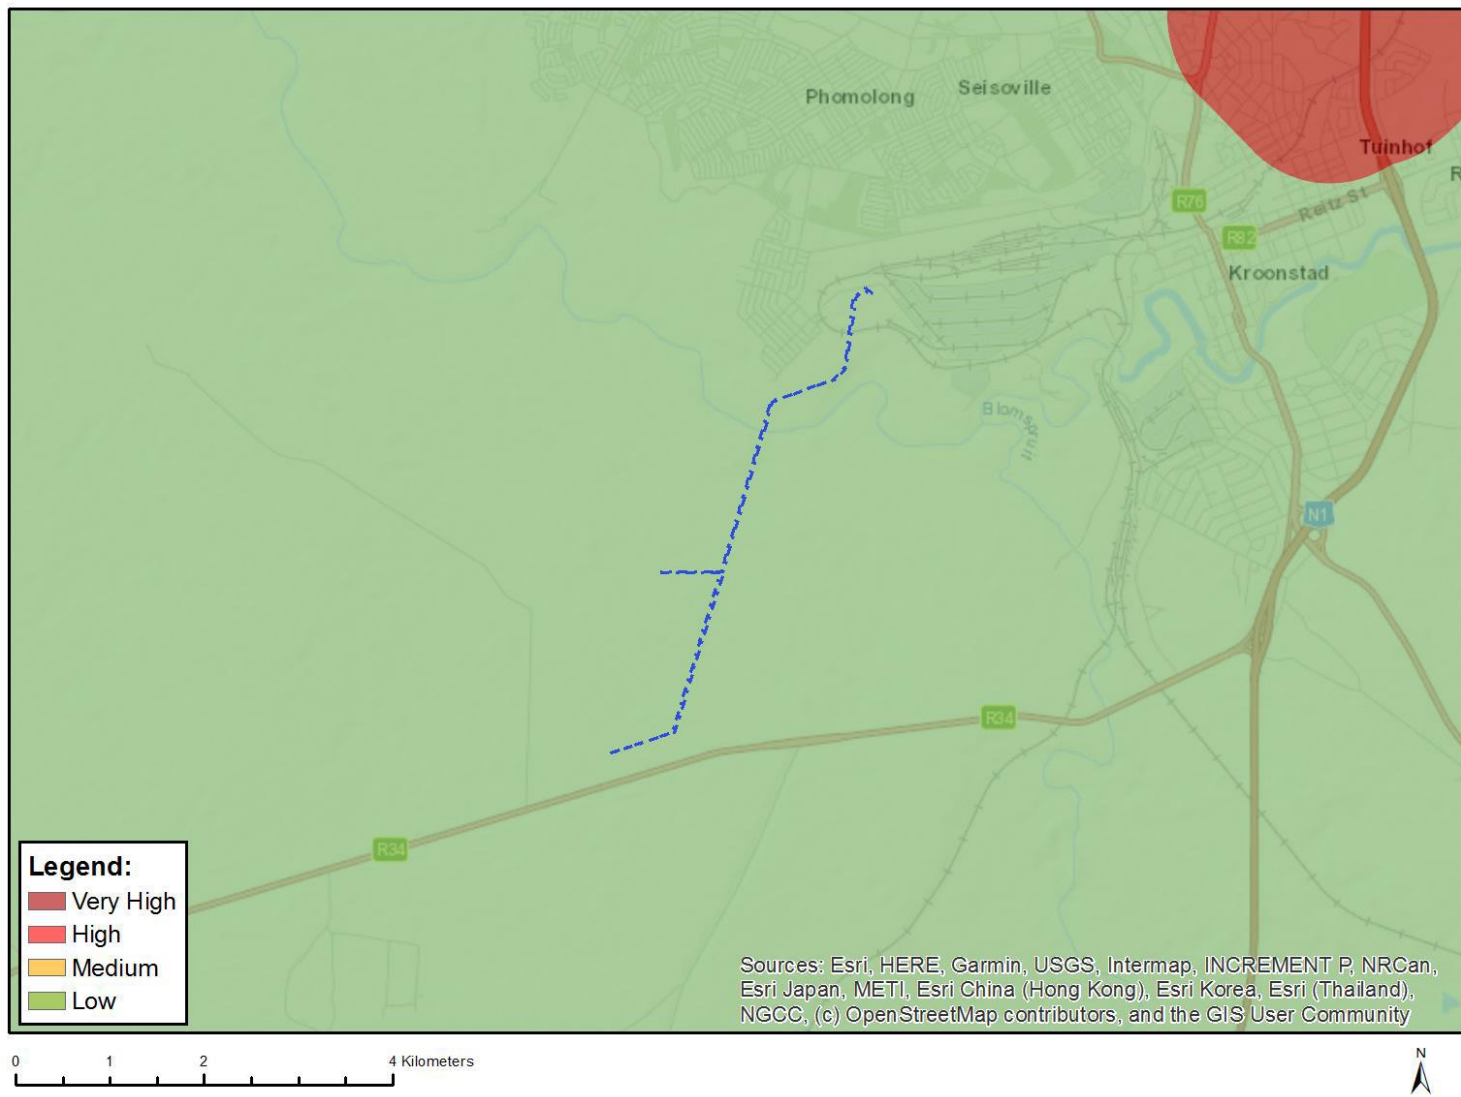 Phomolong
Seisoville
Tuinhof
R
R76
Reitz St
R82
Kroonstad
Blomspruit
N1
R34
R34
Legend:
Very High
High
Medium
Low
Sources: Esri, HERE, Garmin, USGS, Intermap, INCREMENT P, NRCan,
Esri Japan, METI, Esri China (Hong Kong), Esri Korea, Esri (Thailand),
NGCC, (c) OpenStreetMap contributors, and the GIS User Community
0 1 2 4 Kilometers
N